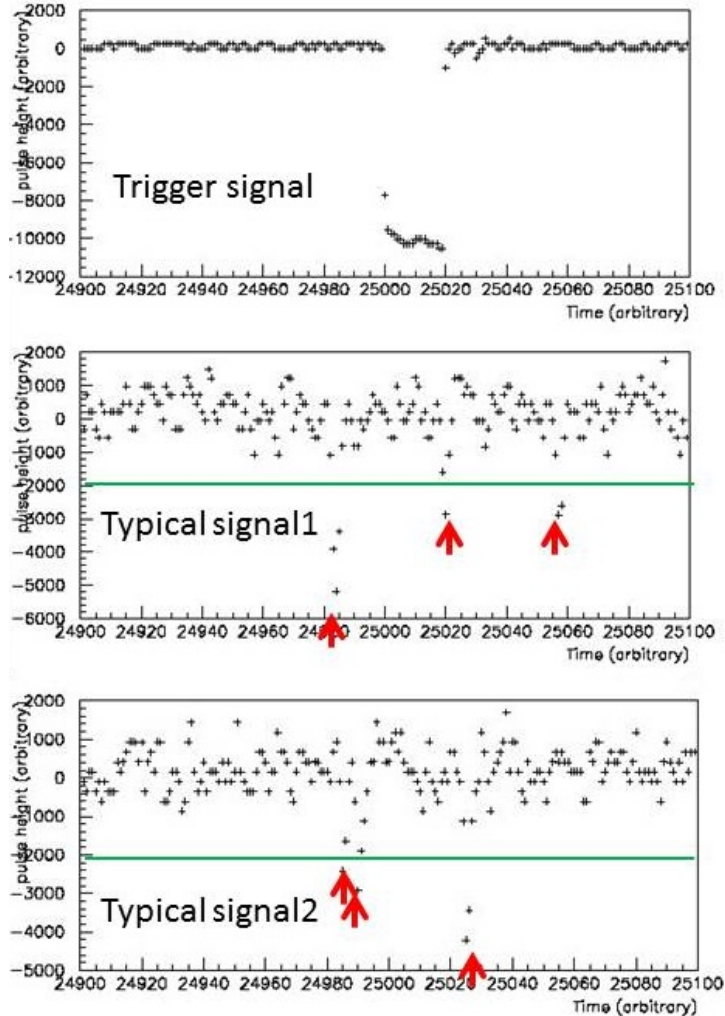 2000
0
−2000
−4000
−6000
−8000
10000
12000
pulse height (arbitrary)
Trigger signal
24900 24920 24940 24960 24980 25000 25020 25040 25060 25080 25100
Time (arbitrary)
2000
1000
0
−1000
−2000
−3000
−4000
−5000
−6000
pulse height (arbitrary)
Typical signal1
24900 24920 24940 24960 24980 25000 25020 25040 25060 25080 25100
Time (arbitrary)
2000
1000
0
−1000
−2000
−3000
−4000
−5000
pulse height (arbitrary)
Typical signal2
24900 24920 24940 24960 24980 25000 25020 25040 25060 25080 25100
Time (arbitrary)